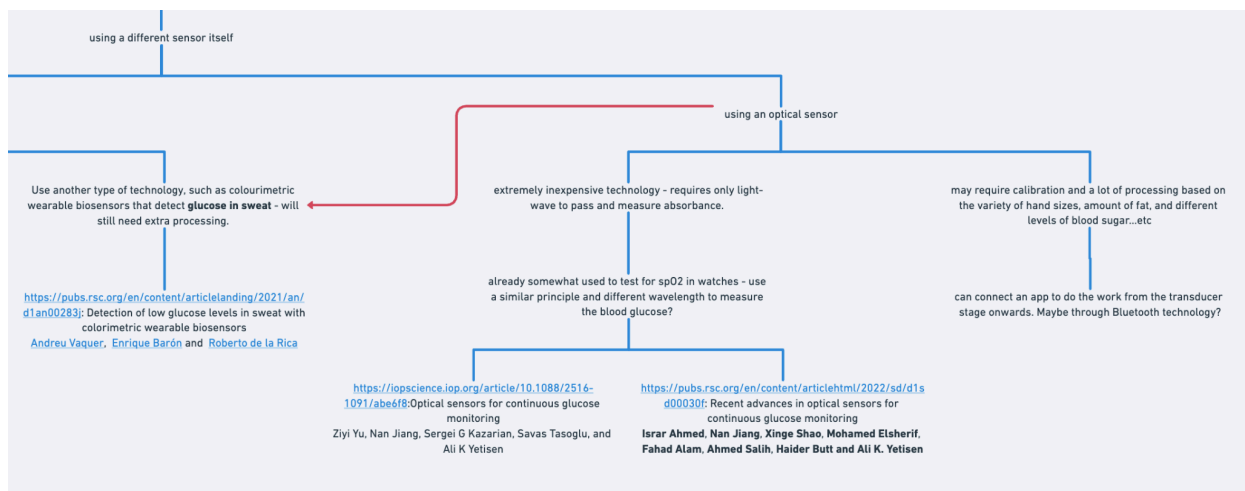 using a different sensor itself
using an optical sensor
Use another type of technology, such as colourimetric
wearable biosensors that detect glucose in sweat - will
still need extra processing.
extremely inexpensive technology - requires only light-
wave to pass and measure absorbance.
may require calibration and a lot of processing based on
the variety of hand sizes, amount of fat, and different
levels of blood sugar...etc
https://pubs.rsc.org/en/content/articlelanding/2021/an/
d1an00283j: Detection of low glucose levels in sweat with
colorimetric wearable biosensors
Andreu Vaquer, Enrique Barón and Roberto de la Rica
already somewhat used to test for spO2 in watches - use
a similar principle and different wavelength to measure
the blood glucose?
can connect an app to do the work from the transducer
stage onwards. Maybe through Bluetooth technology?
https://iopscience.iop.org/article/10.1088/2516-
1091/abe6f8:Optical sensors for continuous glucose
monitoring
Ziyi Yu, Nan Jiang, Sergei G Kazarian, Savas Tasoglu, and
Ali K Yetisen
https://pubs.rsc.org/en/content/articlehtml/2022/sd/d1s
d00030f: Recent advances in optical sensors for
continuous glucose monitoring
Israr Ahmed, Nan Jiang, Xinge Shao, Mohamed Elsherif,
Fahad Alam, Ahmed Salih, Haider Butt and Ali K. Yetisen